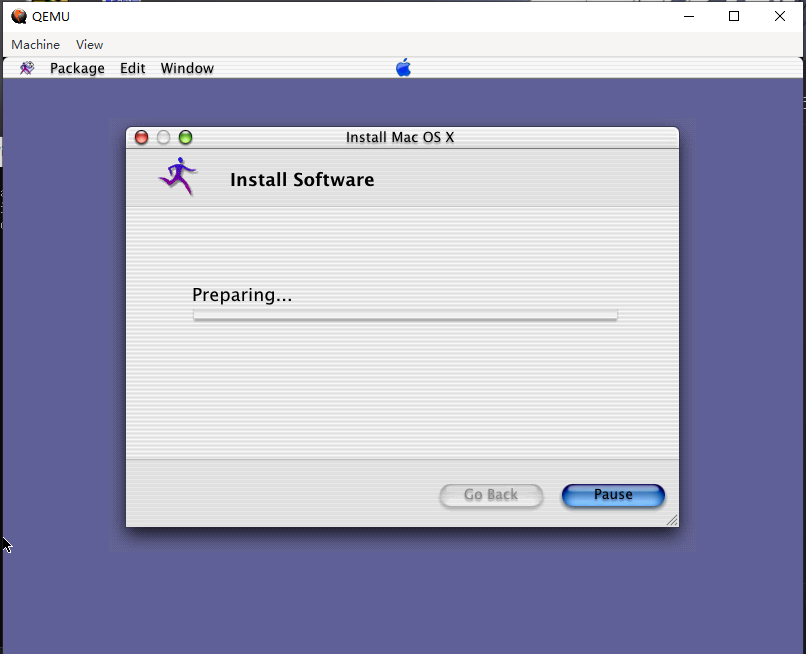 QEMU
Machine View
Package Edit Window
Install Mac OS X
Install Software
Preparing...
Go Back Pause